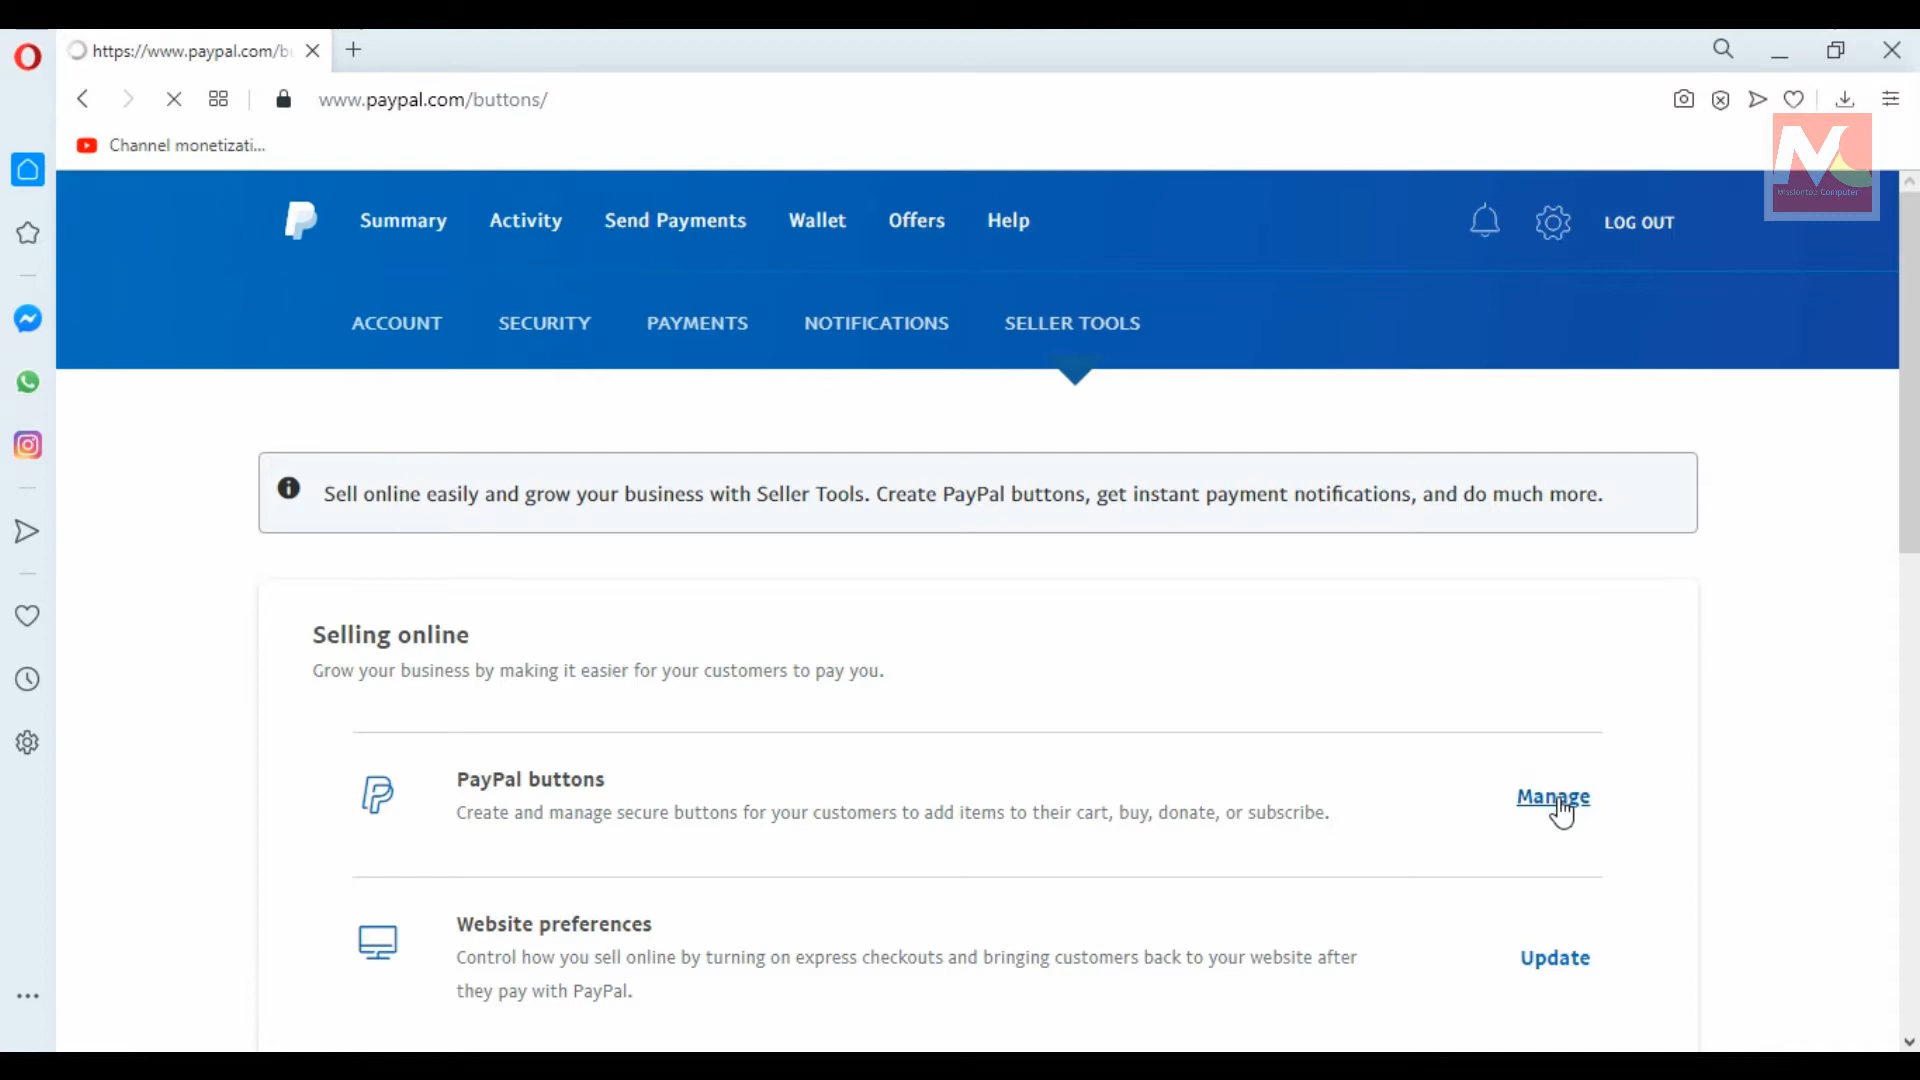 https://www.paypal.com/b
www.paypal.com/buttons/
Channel monetizati...
Summary
Activity
Send Payments
Wallet
Offers
Help
LOG OUT
ACCOUNT
SECURITY
PAYMENTS
NOTIFICATIONS
SELLER TOOLS
Sell online easily and grow your business with Seller Tools. Create PayPal buttons, get instant payment notifications, and do much more.
Selling online
Grow your business by making it easier for your customers to pay you.
PayPal buttons
Create and manage secure buttons for your customers to add items to their cart, buy, donate, or subscribe.
Manage
Website preferences
Control how you sell online by turning on express checkouts and bringing customers back to your website after
they pay with PayPal.
Update